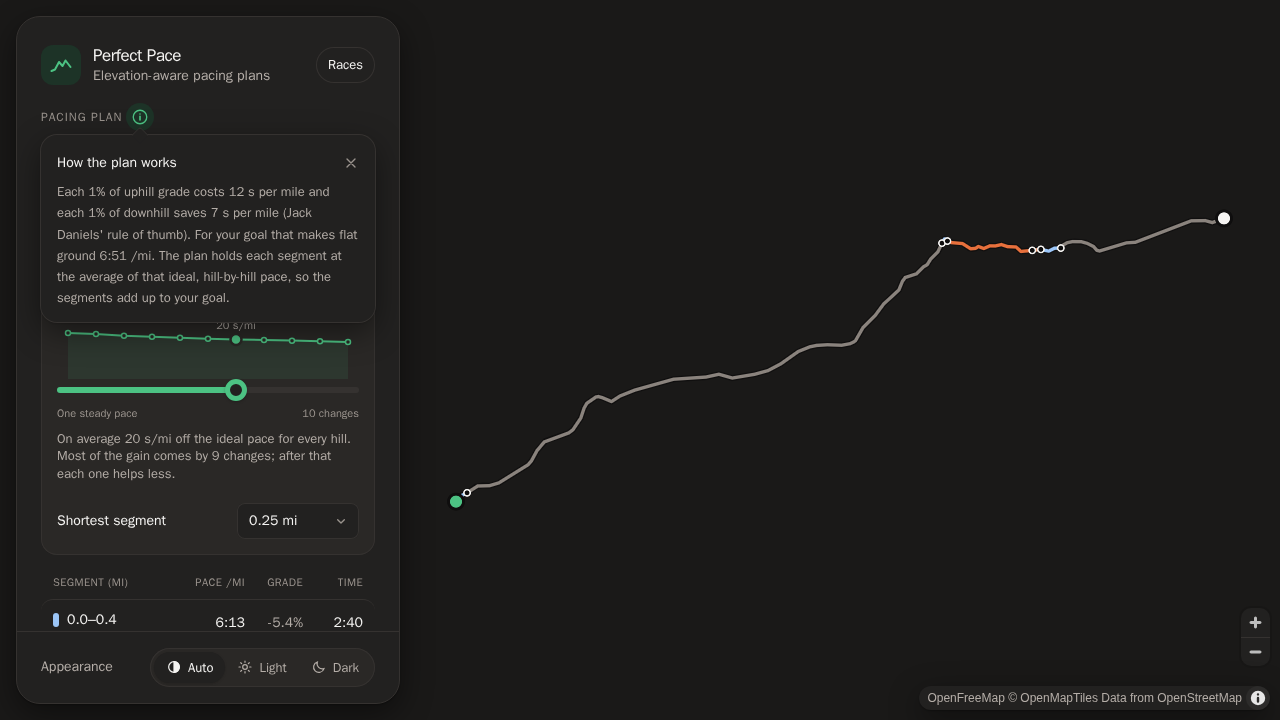 Perfect Pace
Elevation-aware pacing plans
Races
PACING PLAN
How the plan works
Each 1% of uphill grade costs 12 s per mile and
each 1% of downhill saves 7 s per mile (Jack
Daniels' rule of thumb). For your goal that makes flat
ground 6:51 /mi. The plan holds each segment at
the average of that ideal, hill-by-hill pace, so the
segments add up to your goal.
20 s/mi
One steady pace
10 changes
On average 20 s/mi off the ideal pace for every hill.
Most of the gain comes by 9 changes; after that
each one helps less.
Shortest segment
0.25 mi
SEGMENT (MI) PACE /MI GRADE TIME
0.0–0.4 6:13 -5.4% 2:40
Appearance
Auto
Light
Dark
OpenFreeMap © OpenMapTiles Data from OpenStreetMap